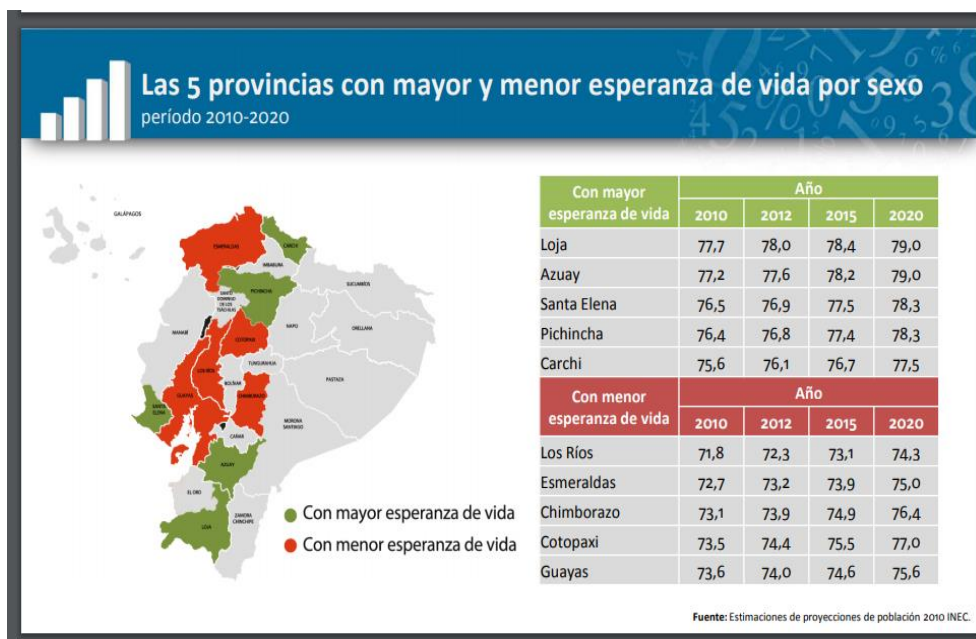 Las 5 provincias con mayor y menor esperanza de vida por sexo
período 2010-2020
GALÁPAGOS
ESMERALDAS
CARCHI
IMBABURA
SUCUMBÍOS
SANTO
DOMINGO
DE LOS
TSÁCHILAS
PICHINCHA
MANABÍ
NAPO
ORELLANA
COTOPAXI
TUNGURAHUA
LOS RÍOS
BOLÍVAR
PASTAZA
GUAYAS
CHIMBORAZO
SANTA
ELENA
MORONA
SANTIAGO
CAÑAR
AZUAY
EL ORO
ZAMORA
CHINCHIPE
LOJA
Con mayor esperanza de vida
Con menor esperanza de vida
Con mayor esperanza de vida Año
2010 2012 2015 2020
Loja 77,7 78,0 78,4 79,0
Azuay 77,2 77,6 78,2 79,0
Santa Elena 76,5 76,9 77,5 78,3
Pichincha 76,4 76,8 77,4 78,3
Carchi 75,6 76,1 76,7 77,5
Con menor esperanza de vida Año
2010 2012 2015 2020
Los Ríos 71,8 72,3 73,1 74,3
Esmeraldas 72,7 73,2 73,9 75,0
Chimborazo 73,1 73,9 74,9 76,4
Cotopaxi 73,5 74,4 75,5 77,0
Guayas 73,6 74,0 74,6 75,6
Fuente: Estimaciones de proyecciones de población 2010 INEC.